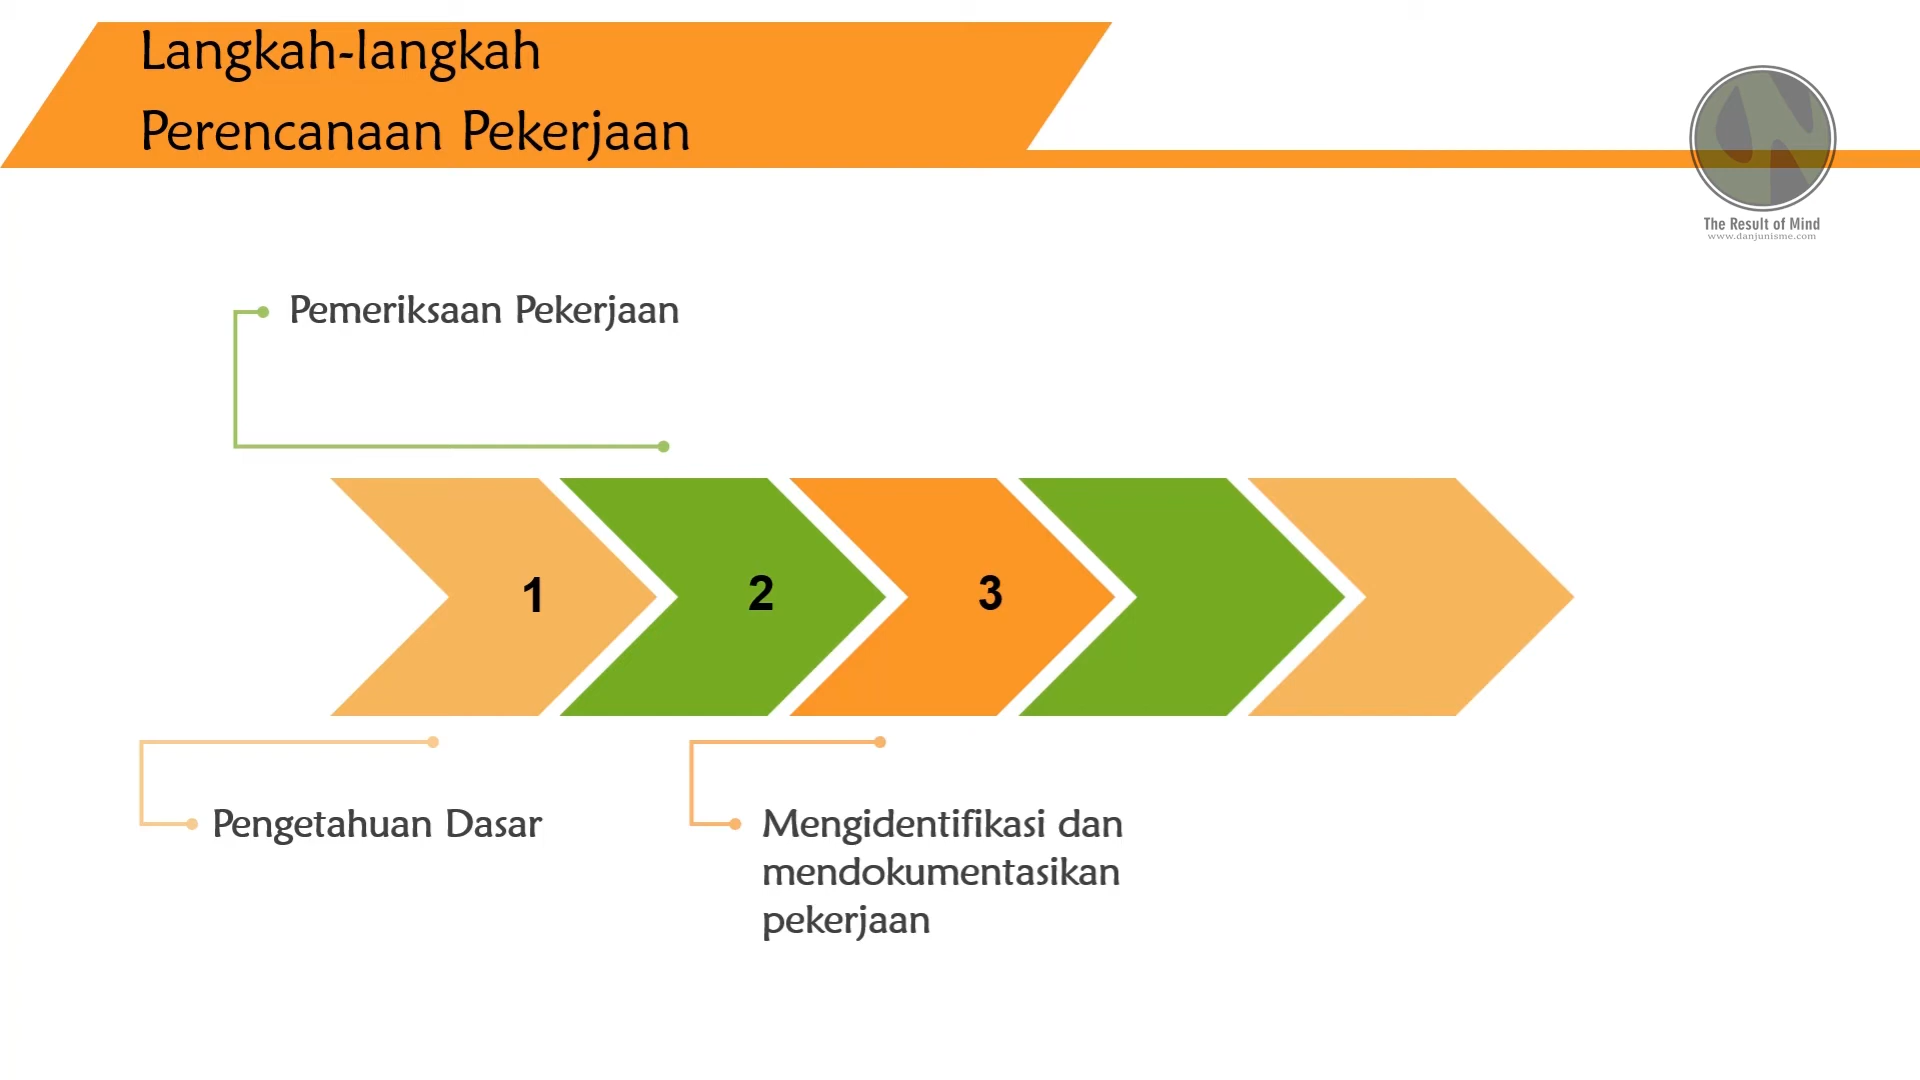 Langkah-langkah
Perencanaan Pekerjaan
The Result of Mind
www.danjunisme.com
Pemeriksaan Pekerjaan
1
2
3
Pengetahuan Dasar
Mengidentifikasi dan
mendokumentasikan
pekerjaan